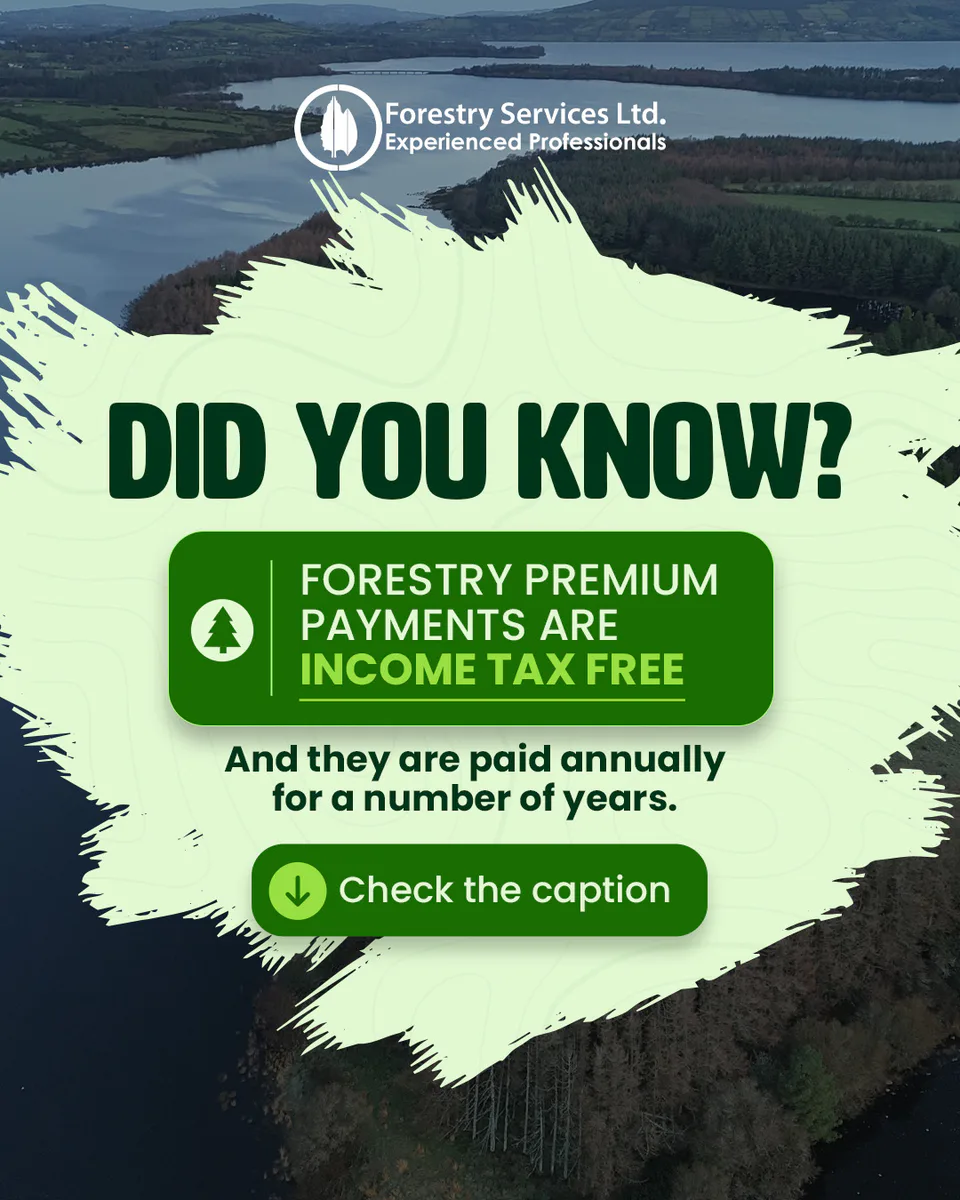 Forestry Services Ltd.
Experienced Professionals
DID YOU KNOW?
FORESTRY PREMIUM
PAYMENTS ARE
INCOME TAX FREE
And they are paid annually
for a number of years.
Check the caption